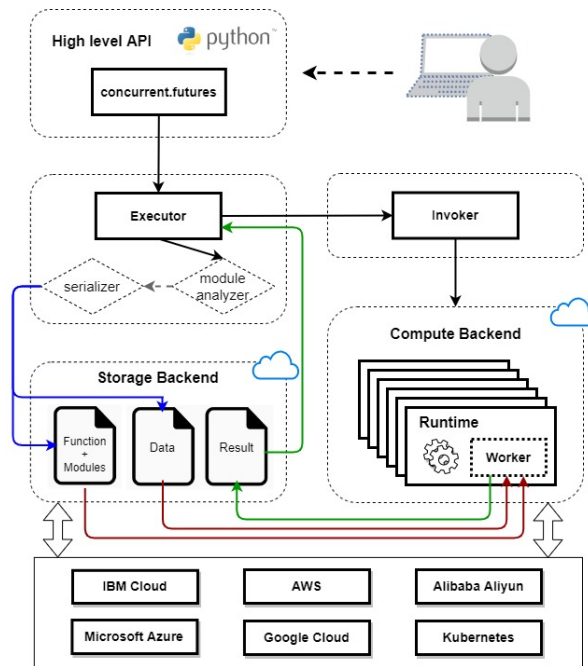 High level API
python™
concurrent.futures
Executor
Invoker
serializer
module
analyzer
Compute Backend
Storage Backend
Function
+
Modules
Data
Result
Runtime
Worker
IBM Cloud
AWS
Alibaba Aliyun
Microsoft Azure
Google Cloud
Kubernetes